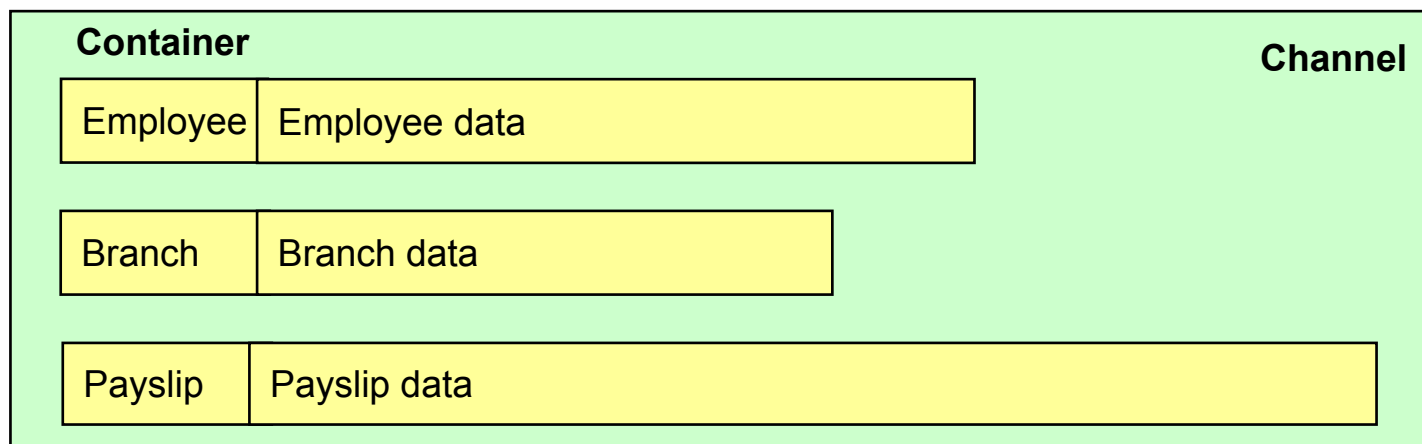 Container
Channel
Employee
Employee data
Branch
Branch data
Payslip
Payslip data